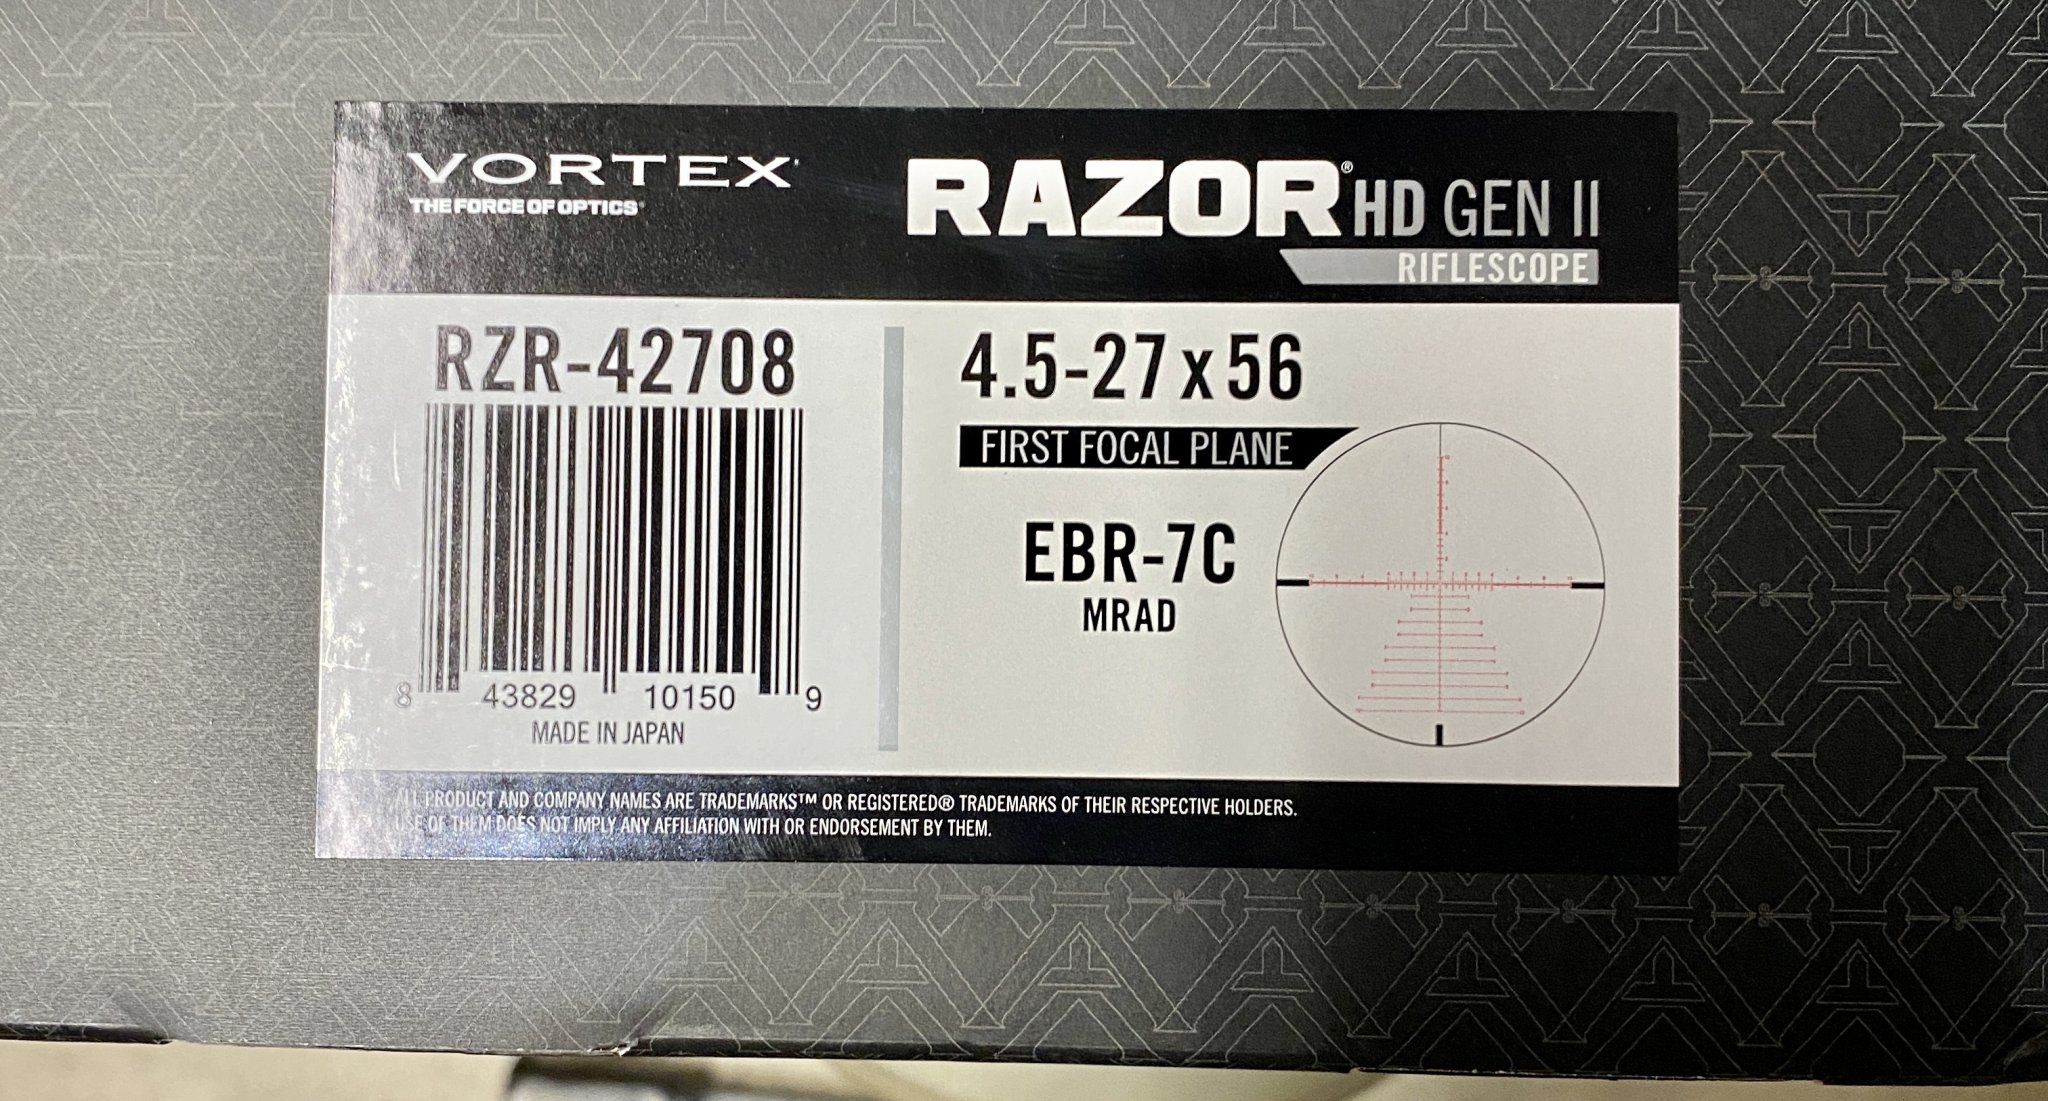 VORTEX
THE FORCE OF OPTICS®
RAZOR® HD GEN II
RIFLESCOPE
RZR-42708
8 43829 10150 9
MADE IN JAPAN
4.5-27 x 56
FIRST FOCAL PLANE
EBR-7C
MRAD
ALL PRODUCT AND COMPANY NAMES ARE TRADEMARKS™ OR REGISTERED® TRADEMARKS OF THEIR RESPECTIVE HOLDERS.
USE OF THEM DOES NOT IMPLY ANY AFFILIATION WITH OR ENDORSEMENT BY THEM.